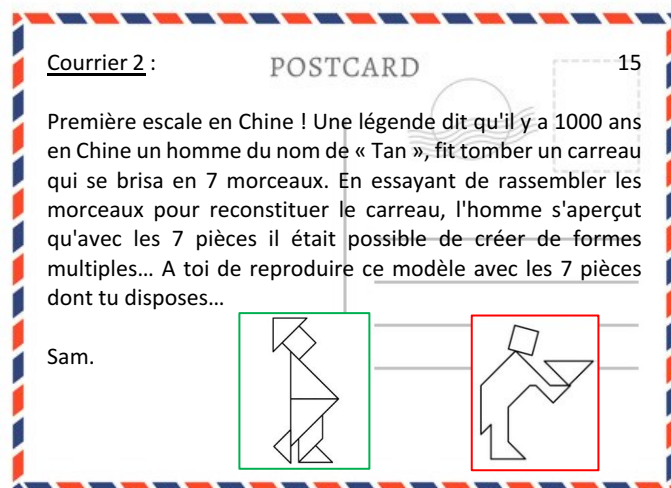 Courrier 2 : POSTCARD 15
Première escale en Chine ! Une légende dit qu'il y a 1000 ans
en Chine un homme du nom de « Tan », fit tomber un carreau
qui se brisa en 7 morceaux. En essayant de rassembler les
morceaux pour reconstituer le carreau, l'homme s'aperçut
qu'avec les 7 pièces il était possible de créer de formes
multiples… A toi de reproduire ce modèle avec les 7 pièces
dont tu disposes…
Sam.